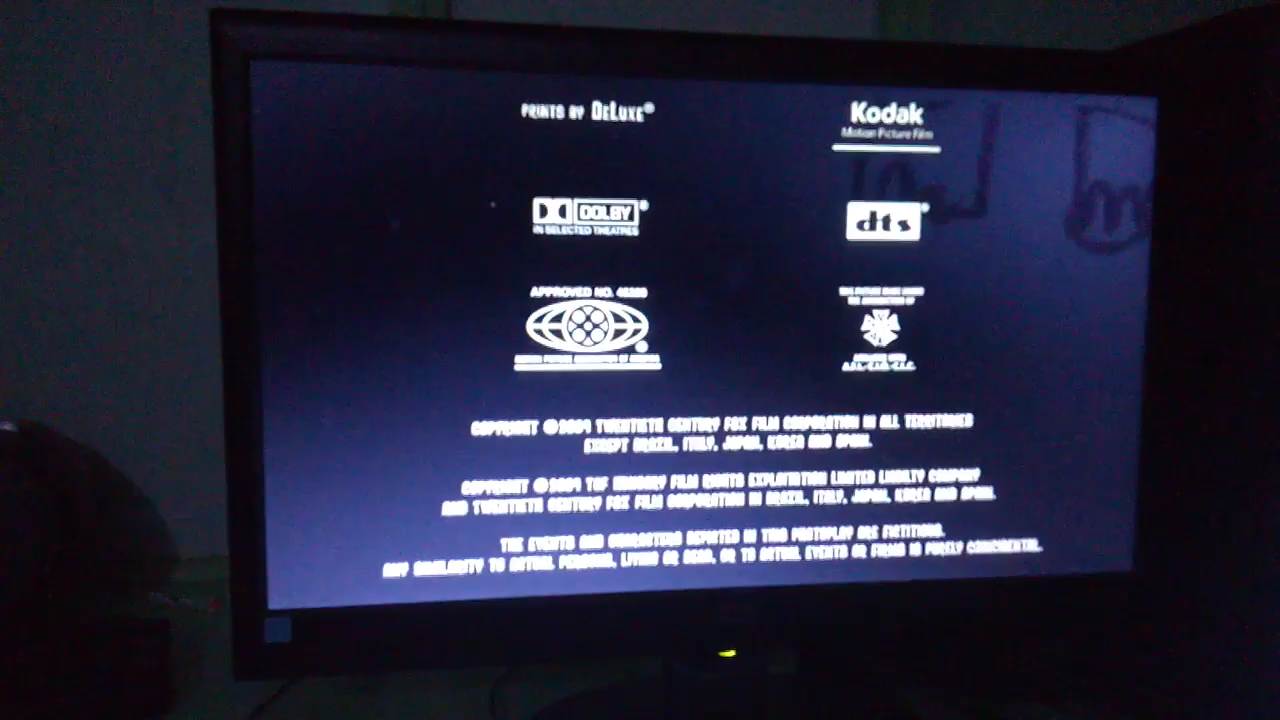 PRINTS BY DELUXE®
Kodak
Motion Picture Film
DOLBY
IN SELECTED THEATRES
dts
APPROVED NO.
COPYRIGHT ©2009 TWENTIETH CENTURY FOX FILM CORPORATION IN ALL TERRITORIES
EXCEPT BRAZIL, ITALY, JAPAN, KOREA AND SPAIN.
COPYRIGHT ©2009 TCF HUNGARY FILM RIGHTS EXPLOITATION LIMITED LIABILITY COMPANY
AND TWENTIETH CENTURY FOX FILM CORPORATION IN BRAZIL, ITALY, JAPAN, KOREA AND SPAIN.
THE EVENTS AND CHARACTERS DEPICTED IN THIS PHOTOPLAY ARE FICTITIOUS.
ANY SIMILARITY TO ACTUAL PERSONS, LIVING OR DEAD, OR TO ACTUAL EVENTS OR FIRMS IS PURELY COINCIDENTAL.